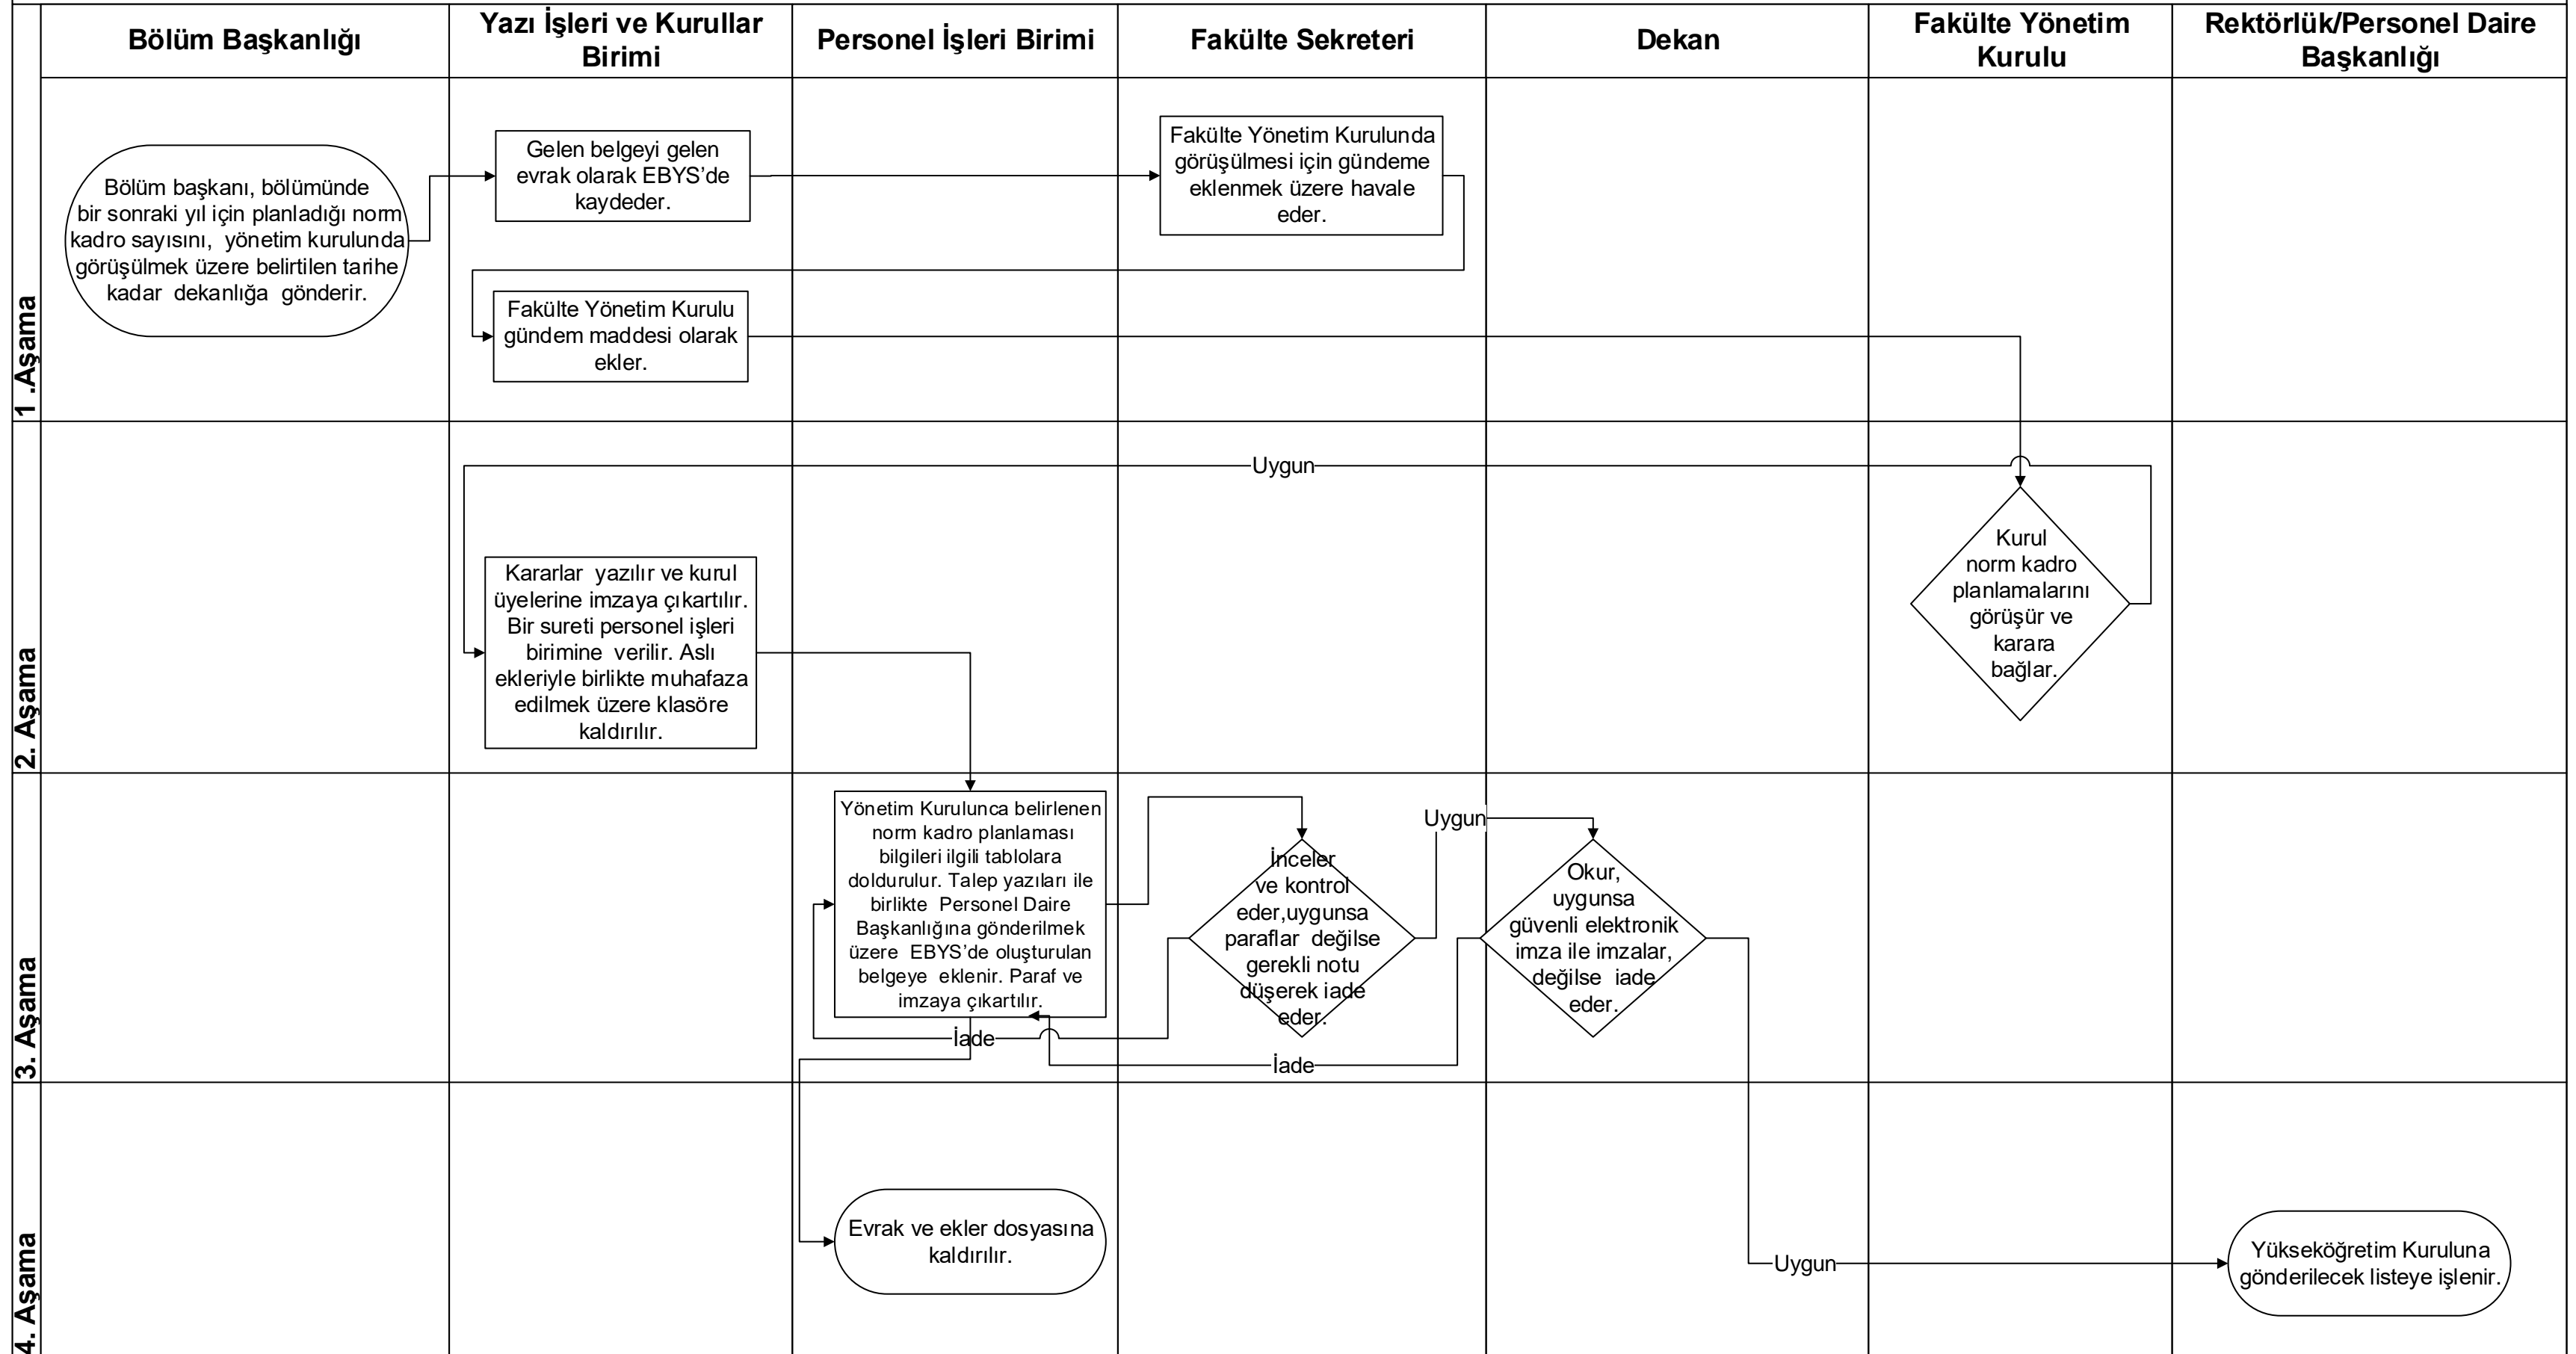 Bölüm Başkanlığı
Yazı İşleri ve Kurullar
Birimi
Personel İşleri Birimi
Fakülte Sekreteri
Dekan
Fakülte Yönetim
Kurulu
Rektörlük/Personel Daire
Başkanlığı
1 .Aşama
Bölüm başkanı, bölümünde
bir sonraki yıl için planladığı norm
kadro sayısını, yönetim kurulunda
görüşülmek üzere belirtilen tarihe
kadar dekanlığa gönderir.
Gelen belgeyi gelen
evrak olarak EBYS’de
kaydeder.
Fakülte Yönetim Kurulunda
görüşülmesi için gündeme
eklenmek üzere havale
eder.
Fakülte Yönetim Kurulu
gündem maddesi olarak
ekler.
2. Aşama
Uygun
Kurul
norm kadro
planlamalarını
görüşür ve
karara
bağlar.
Kararlar yazılır ve kurul
üyelerine imzaya çıkartılır.
Bir sureti personel işleri
birimine verilir. Aslı
ekleriyle birlikte muhafaza
edilmek üzere klasöre
kaldırılır.
3. Aşama
Yönetim Kurulunca belirlenen
norm kadro planlaması
bilgileri ilgili tablolara
doldurulur. Talep yazıları ile
birlikte Personel Daire
Başkanlığına gönderilmek
üzere EBYS’de oluşturulan
belgeye eklenir. Paraf ve
imzaya çıkartılır.
İnceler
ve kontrol
eder,uygunsa
paraflar değilse
gerekli notu
düşerek iade
eder.
Uygun
Okur,
uygunsa
güvenli elektronik
imza ile imzalar,
değilse iade
eder.
İade
İade
4. Aşama
Evrak ve ekler dosyasına
kaldırılır.
Uygun
Yükseköğretim Kuruluna
gönderilecek listeye işlenir.